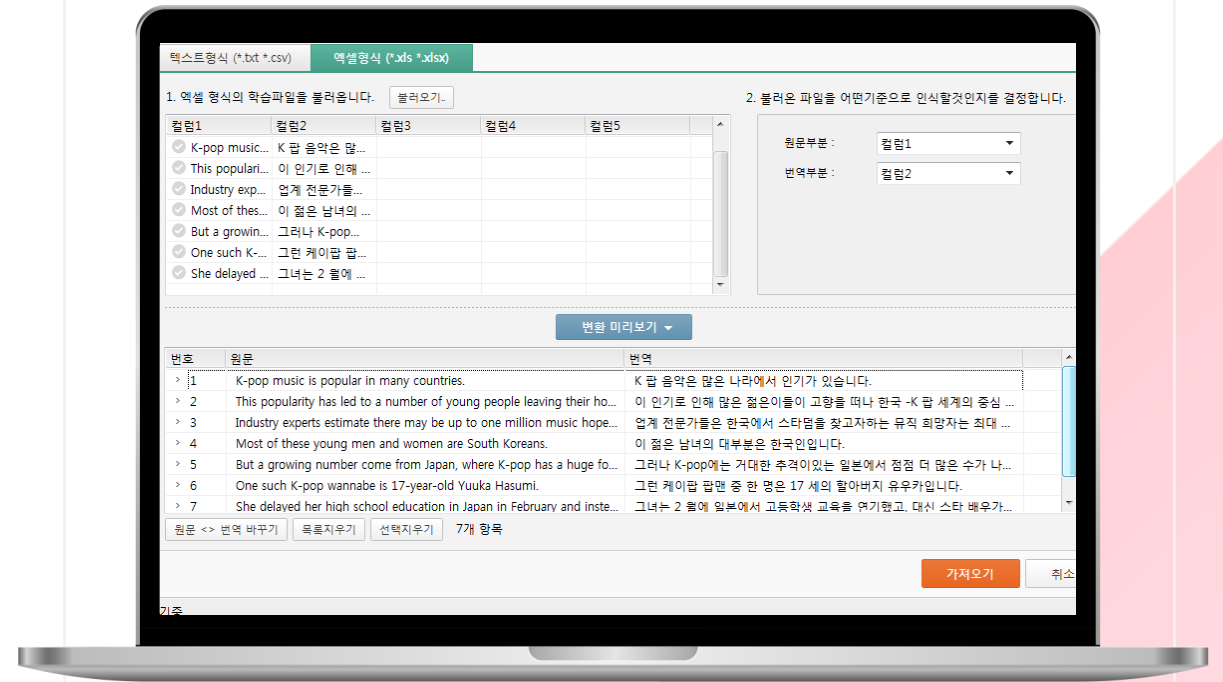 텍스트형식 (*.txt *.csv) 엑셀형식 (*.xls *.xlsx)
1. 엑셀 형식의 학습파일을 불러옵니다. 불러오기..
2. 불러온 파일을 어떤기준으로 인식할것인지를 결정합니다.
컬럼1 컬럼2 컬럼3 컬럼4 컬럼5
K-pop music... K 팝 음악은 많...
This populari... 이 인기로 인해 ...
Industry exp... 업계 전문가들...
Most of thes... 이 젊은 남녀의 ...
But a growin... 그러나 K-pop...
One such K-... 그런 케이팝 팝...
She delayed ... 그녀는 2 월에 ...
원문부분 : 컬럼1
번역부분 : 컬럼2
변환 미리보기
번호 원문 번역
1 K-pop music is popular in many countries. K 팝 음악은 많은 나라에서 인기가 있습니다.
2 This popularity has led to a number of young people leaving their ho... 이 인기로 인해 많은 젊은이들이 고향을 떠나 한국 -K 팝 세계의 중심 ...
3 Industry experts estimate there may be up to one million music hope... 업계 전문가들은 한국에서 스타덤을 찾고자하는 뮤직 희망자는 최대 ...
4 Most of these young men and women are South Koreans. 이 젊은 남녀의 대부분은 한국인입니다.
5 But a growing number come from Japan, where K-pop has a huge fo... 그러나 K-pop에는 거대한 추격이있는 일본에서 점점 더 많은 수가 나...
6 One such K-pop wannabe is 17-year-old Yuuka Hasumi. 그런 케이팝 팝맨 중 한 명은 17 세의 할아버지 유우카입니다.
7 She delayed her high school education in Japan in February and inste... 그녀는 2 월에 일본에서 고등학생 교육을 연기했고, 대신 스타 배우가...
원문 <> 번역 바꾸기 목록지우기 선택지우기 7개 항목
가져오기 취소
기중